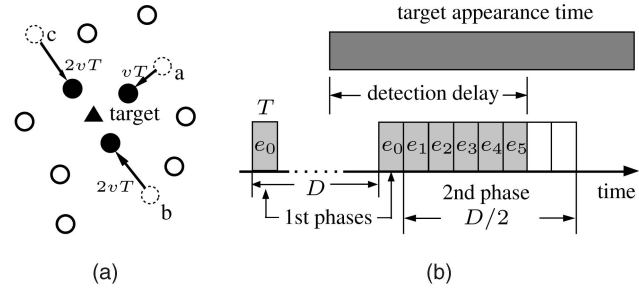 c
2vT
vT
a
target
2vT
b
(a)
target appearance time
detection delay
T
e0 e0 e1 e2 e3 e4 e5
D
2nd phase
time
1st phases
D/2
(b)